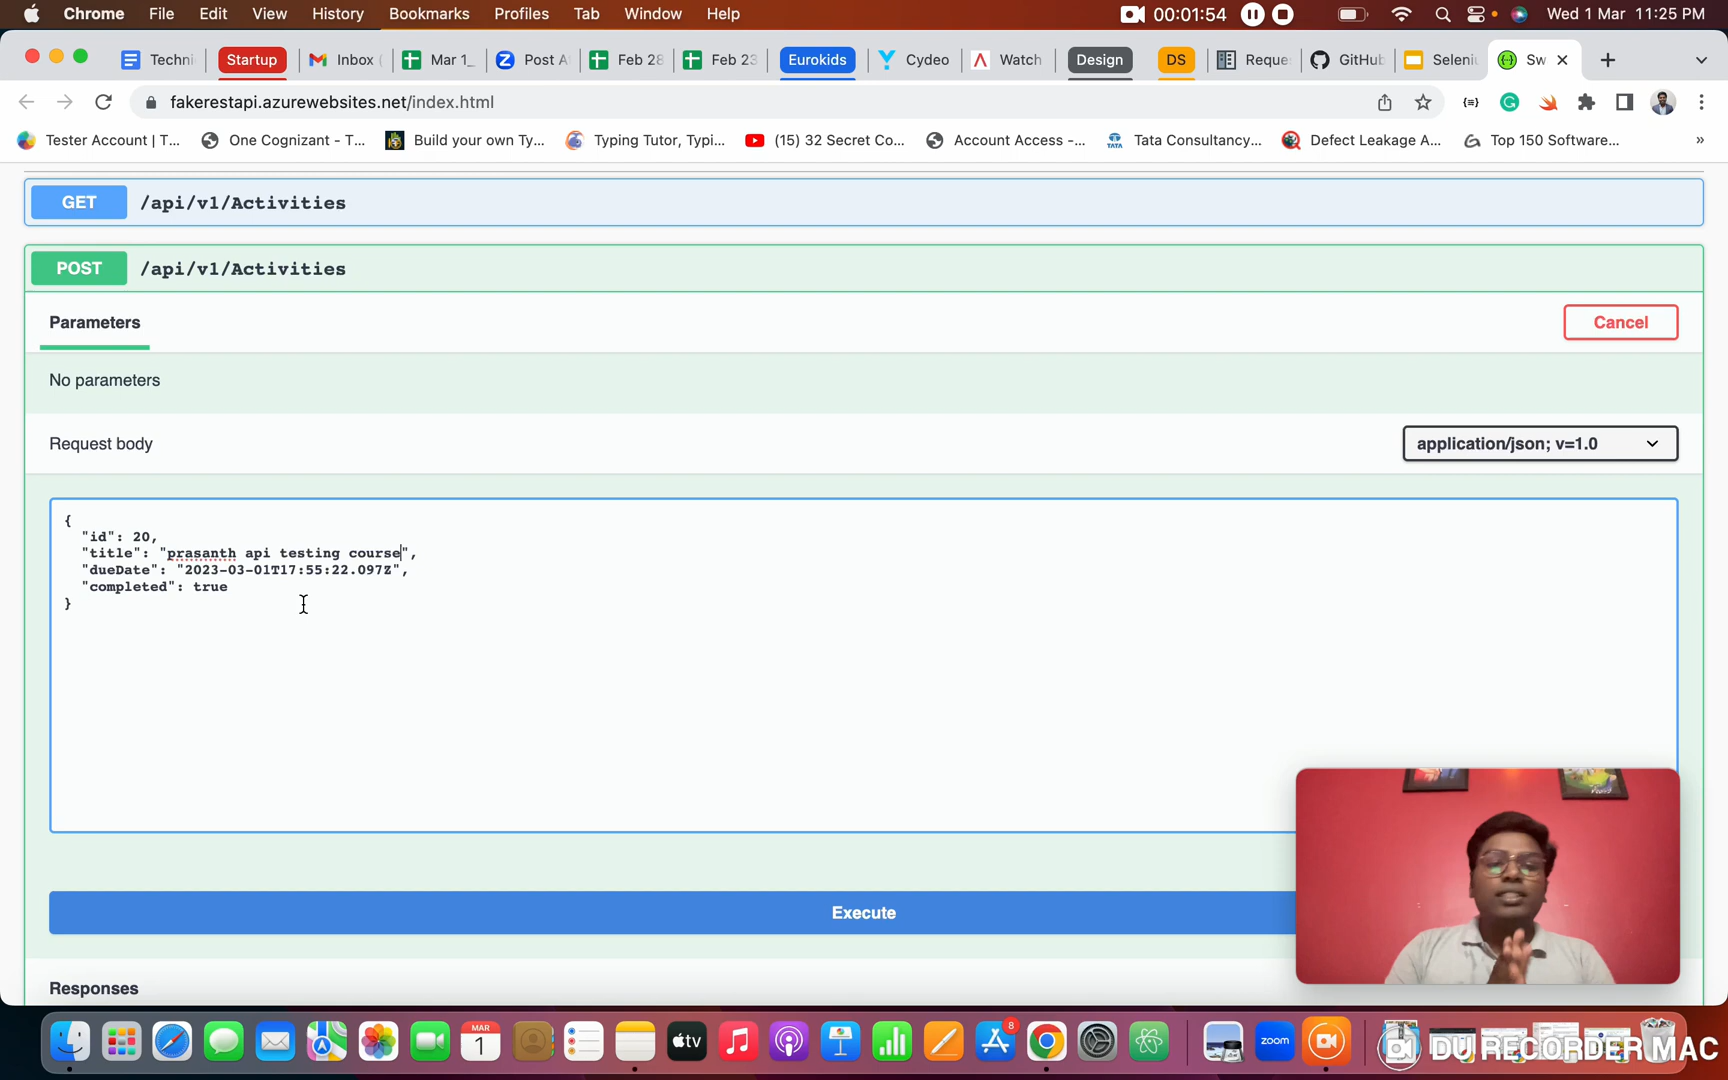 Chrome File Edit View History Bookmarks Profiles Tab Window Help 00:01:54 Wed 1 Mar 11:25 PM
Techni Startup Inbox ( Mar 1_ Post A Feb 28 Feb 23 Eurokids Cydeo Watch Design DS Reque GitHub Seleni Sw
fakerestapi.azurewebsites.net/index.html
Tester Account | T... One Cognizant - T... Build your own Ty... Typing Tutor, Typi... (15) 32 Secret Co... Account Access -... TATA Tata Consultancy... Defect Leakage A... Top 150 Software... »
GET /api/v1/Activities
POST /api/v1/Activities
Parameters Cancel
No parameters
Request body application/json; v=1.0
{
"id": 20,
"title": "prasanth api testing course",
"dueDate": "2023-03-01T17:55:22.097Z",
"completed": true
}
Execute
Responses
MAR
1
tv
8
zoom
DU RECORDER MAC